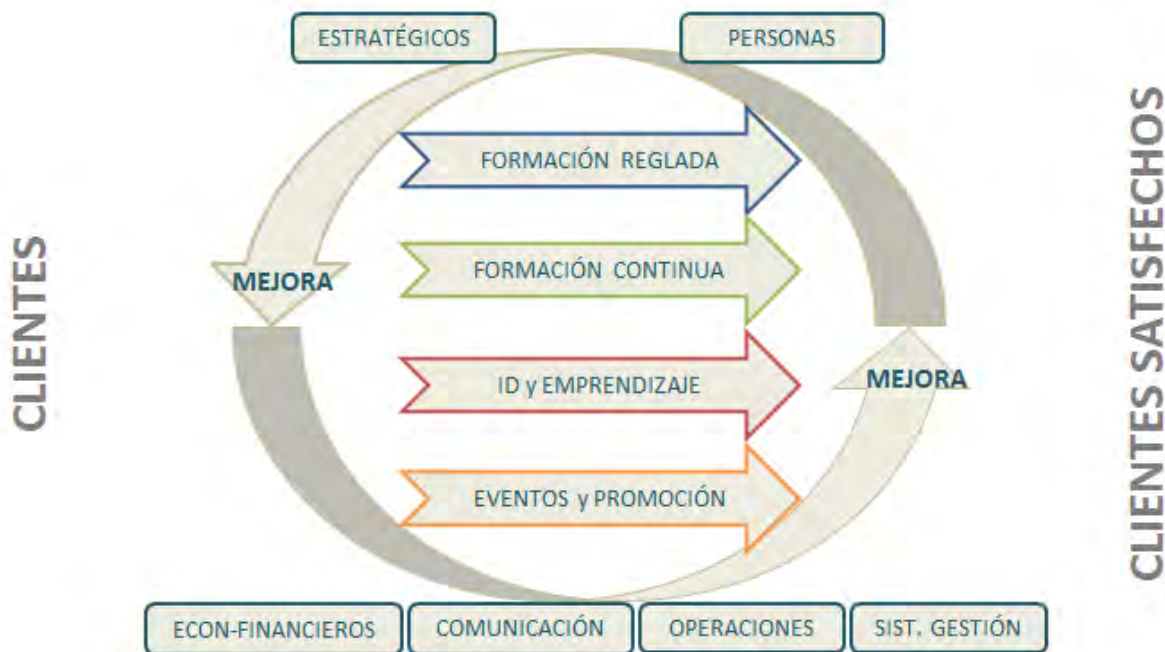 ESTRATÉGICOS
PERSONAS
FORMACIÓN REGLADA
FORMACIÓN CONTINUA
MEJORA
ID y EMPRENDIZAJE
MEJORA
EVENTOS y PROMOCIÓN
CLIENTES
CLIENTES SATISFECHOS
ECON-FINANCIEROS
COMUNICACIÓN
OPERACIONES
SIST. GESTIÓN